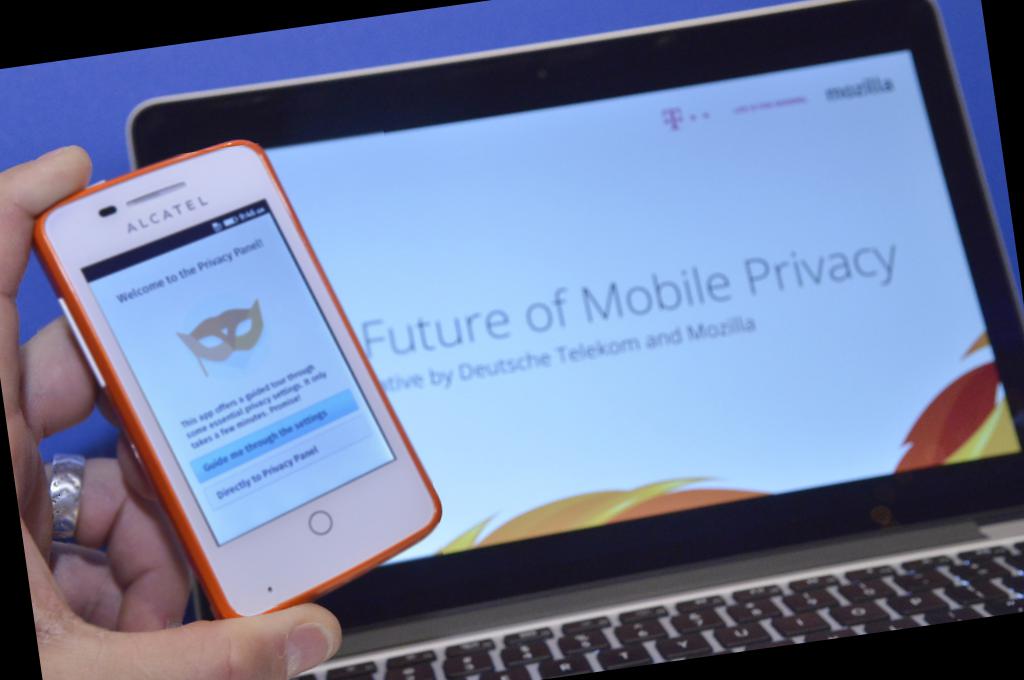 ALCATEL
Welcome to the Privacy Panel!
This app offers a guided tour through
some essential privacy settings. It only
takes a few minutes. Promise!
Guide me through the settings
Directly to Privacy Panel
T
mozilla
Future of Mobile Privacy
ative by Deutsche Telekom and Mozilla